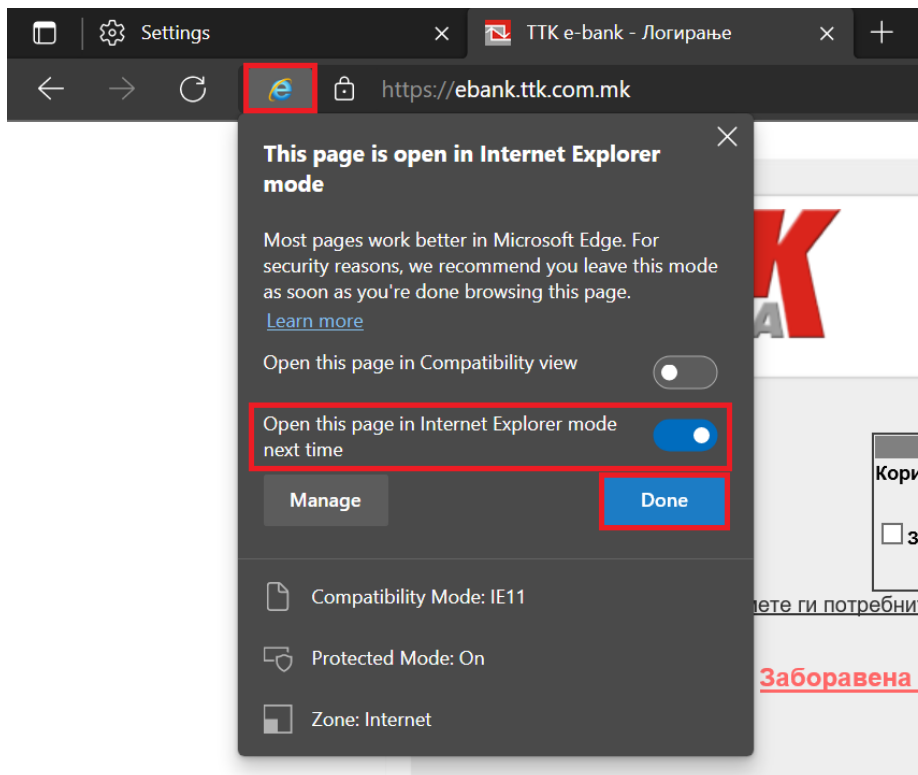 Settings
TTK e-bank - Логирање
https://ebank.ttk.com.mk
This page is open in Internet Explorer
mode
Most pages work better in Microsoft Edge. For
security reasons, we recommend you leave this mode
as soon as you're done browsing this page.
Learn more
Open this page in Compatibility view
Open this page in Internet Explorer mode
next time
Manage
Done
Compatibility Mode: IE11
Protected Mode: On
Zone: Internet
К
А
Кори
З
ете ги потребни
Заборавена